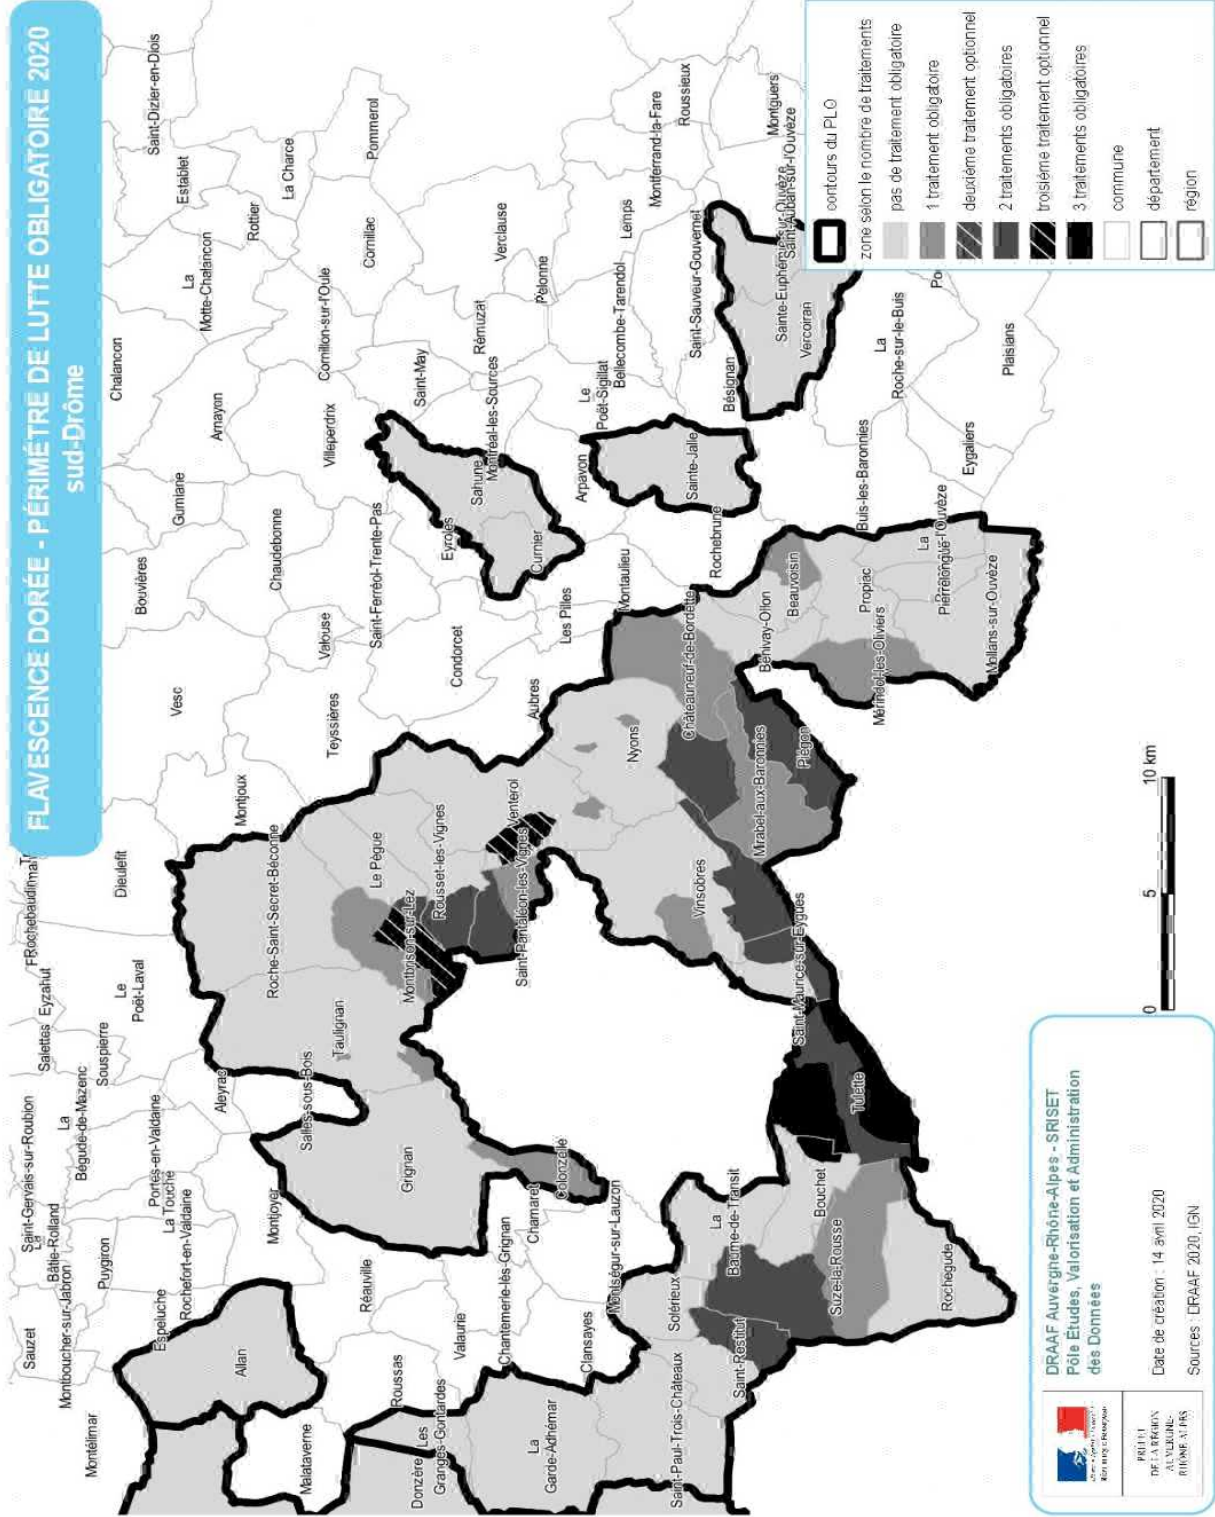 FLAVESCENCE DORÉE - PÉRIMÈTRE DE LUTTE OBLIGATOIRE 2020
sud-Drôme
Saint-Dizier-en-Diois
Establet
La Charce
Pommerol
Rottier
La
Motte-Chalancon
Cornillac
Chalancon
Arnayon
Cornillon-sur-l'Oule
Verclause
Pelonne
Rémuzat
Lemps
Montferrand-la-Fare
Roussieux
Montguers
Saint-Auban-sur-l'Ouvèze
Sainte-Euphémie-sur-Ouvèze
Vercoiran
Saint-Sauveur-Gouvernet
Bellecombe-Tarendol
Le
Poët-Sigillat
Bésignan
La
Roche-sur-le-Buis
Plaisians
Saint-May
Montréal-les-Sources
Villeperdrix
Gumiane
Bouvières
Chaudebonne
Saint-Ferréol-Trente-Pas
Valouse
Sahune
Eyroles
Curnier
Arpavon
Sainte-Jalle
Rochebrune
Buis-les-Baronnies
Eygaliers
La
Pierrelongue
Mollans-sur-Ouvèze
Propiac
Beauvoisin
Bénivay-Ollon
Mérindol-les-Oliviers
Montaulieu
Les Pilles
Condorcet
Châteauneuf-de-Bordette
Aubres
Teyssières
Vesc
Montjoux
Dieulefit
Nyons
Venterol
Piégon
Mirabel-aux-Baronnies
Vinsobres
Le Pègue
Rousset-les-Vignes
Saint-Pantaléon-les-Vignes
Roche-Saint-Secret-Béconne
Montbrison-sur-Lez
Taulignan
Saint-Maurice-sur-Eygues
Tulette
Eyzahut
Salettes
Le
Poët-Laval
Souspierre
Aleyrac
Salles-sous-Bois
La
Bégude-de-Mazenc
Saint-Gervais-sur-Roubion
Portes-en-Valdaine
La Touche
Rochefort-en-Valdaine
La
Bâtie-Rolland
Puygiron
Montjoyer
Grignan
Colonzelle
Chamaret
Montségur-sur-Lauzon
Chantemerle-lès-Grignan
Réauville
Valaurie
Clansayes
Solérieux
La
Baume-de-Transit
Bouchet
Suze-la-Rousse
Rochegude
Saint-Restitut
Saint-Paul-Trois-Châteaux
La
Garde-Adhémar
Les
Granges-Gontardes
Donzère
Roussas
Malataverne
Allan
Espeluche
Montboucher-sur-Jabron
Sauzet
Montélimar
contours du PLO
zone selon le nombre de traitements
pas de traitement obligatoire
1 traitement obligatoire
deuxième traitement optionnel
2 traitements obligatoires
troisième traitement optionnel
3 traitements obligatoires
commune
département
région
0 5 10 km
DRAAF Auvergne-Rhône-Alpes - SRISET
Pôle Études, Valorisation et Administration
des Données
Date de création : 14 avril 2020
Sources : DRAAF 2020, IGN
RÉPUBLIQUE FRANÇAISE
PRÉFET
DE LA RÉGION
AUVERGNE-
RHÔNE-ALPES